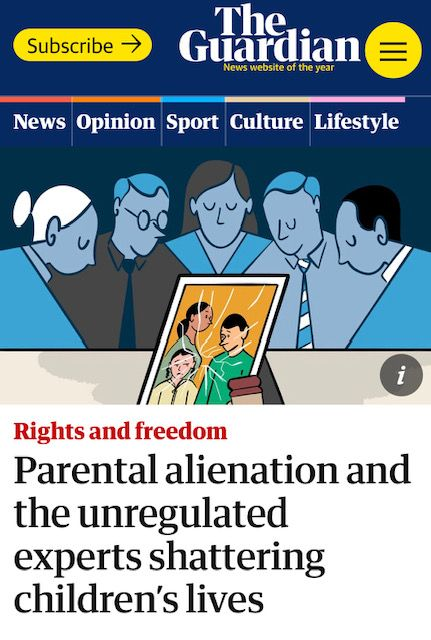 Subscribe →
The
Guardian
News website of the year
News Opinion Sport Culture Lifestyle
i
Rights and freedom
Parental alienation and
the unregulated
experts shattering
children’s lives